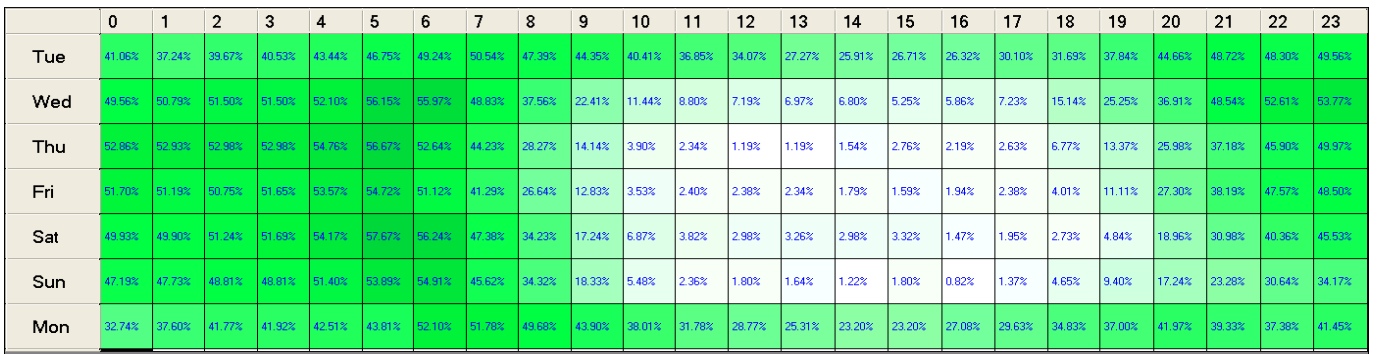 0 1 2 3 4 5 6 7 8 9 10 11 12 13 14 15 16 17 18 19 20 21 22 23
Tue 41.06% 37.24% 39.67% 40.53% 43.44% 46.75% 49.24% 50.54% 47.39% 44.35% 40.41% 36.85% 34.07% 27.27% 25.91% 26.71% 26.32% 30.10% 31.69% 37.84% 44.66% 48.72% 48.30% 49.56%
Wed 49.56% 50.79% 51.50% 51.50% 52.10% 56.15% 55.97% 48.83% 37.56% 22.41% 11.44% 8.80% 7.19% 6.97% 6.80% 5.25% 5.86% 7.23% 15.14% 25.25% 36.91% 48.54% 52.61% 53.77%
Thu 52.86% 52.93% 52.98% 52.98% 54.76% 56.67% 52.64% 44.23% 28.27% 14.14% 3.90% 2.34% 1.19% 1.19% 1.54% 2.76% 2.19% 2.63% 6.77% 13.37% 25.98% 37.18% 45.90% 49.97%
Fri 51.70% 51.19% 50.75% 51.65% 53.57% 54.72% 51.12% 41.29% 26.64% 12.83% 3.53% 2.40% 2.38% 2.34% 1.79% 1.59% 1.94% 2.38% 4.01% 11.11% 27.30% 38.19% 47.57% 48.50%
Sat 49.93% 49.90% 51.24% 51.69% 54.17% 57.67% 56.24% 47.38% 34.23% 17.24% 6.87% 3.82% 2.98% 3.26% 2.98% 3.32% 1.47% 1.95% 2.73% 4.84% 18.96% 30.98% 40.36% 45.53%
Sun 47.19% 47.73% 48.81% 48.81% 51.40% 53.89% 54.91% 45.62% 34.32% 18.33% 5.48% 2.36% 1.80% 1.64% 1.22% 1.80% 0.82% 1.37% 4.65% 9.40% 17.24% 23.28% 30.64% 34.17%
Mon 32.74% 37.60% 41.77% 41.92% 42.51% 43.81% 52.10% 51.78% 49.68% 43.90% 38.01% 31.78% 28.77% 25.31% 23.20% 23.20% 27.08% 29.63% 34.83% 37.00% 41.97% 39.33% 37.38% 41.45%